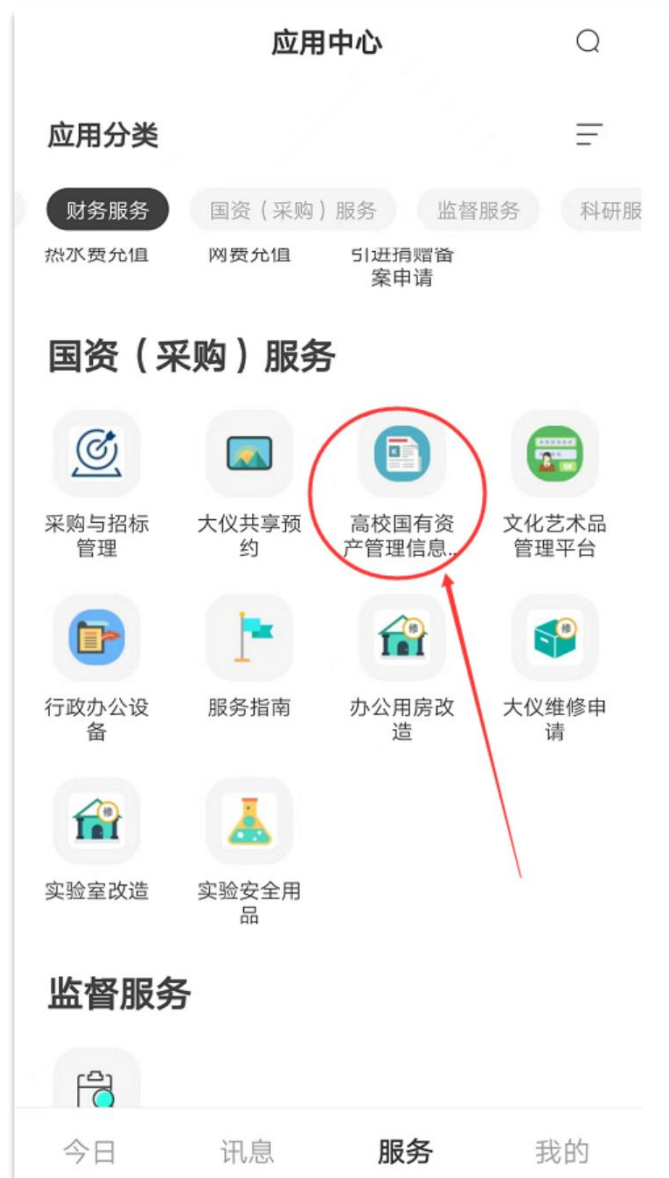 应用中心
应用分类
财务服务 国资（采购）服务 监督服务 科研服
热水费充值 网费充值 引进捐赠备
案申请
国资（采购）服务
采购与招标 大仪共享预 高校国有资 文化艺术品
管理 约 产管理信息.. 管理平台
行政办公设 服务指南 办公用房改 大仪维修申
备 造 请
实验室改造 实验安全用
品
监督服务
今日 讯息 服务 我的